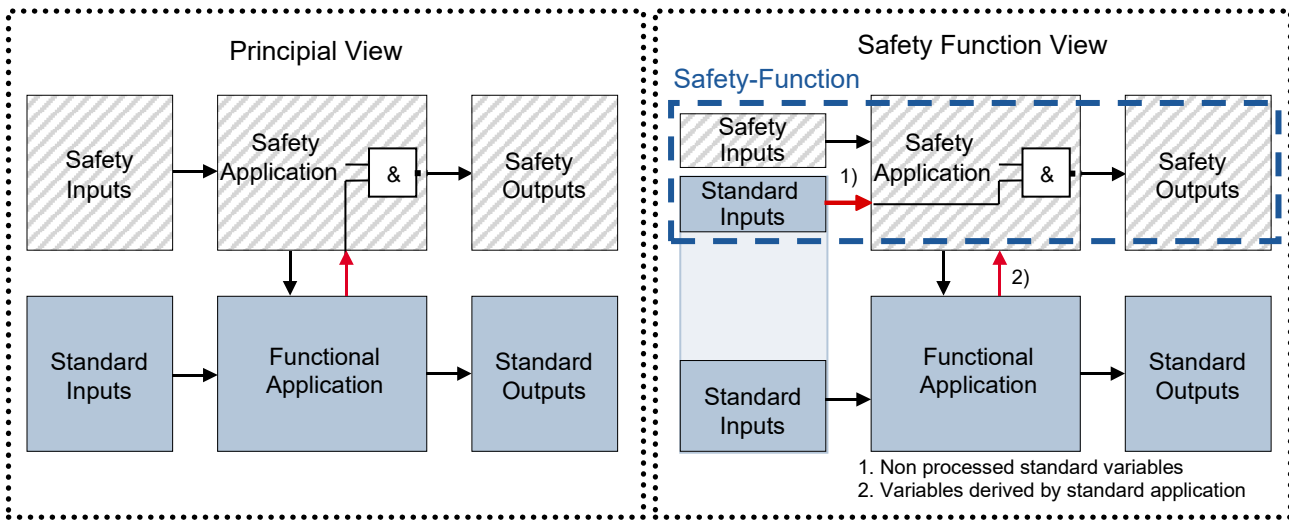 Principial View
Safety
Inputs
Safety
Application
&
Safety
Outputs
Standard
Inputs
Functional
Application
Standard
Outputs
Safety Function View
Safety-Function
Safety
Inputs
Standard
Inputs
1)
Safety
Application
&
Safety
Outputs
2)
Standard
Inputs
Functional
Application
Standard
Outputs
1. Non processed standard variables
2. Variables derived by standard application